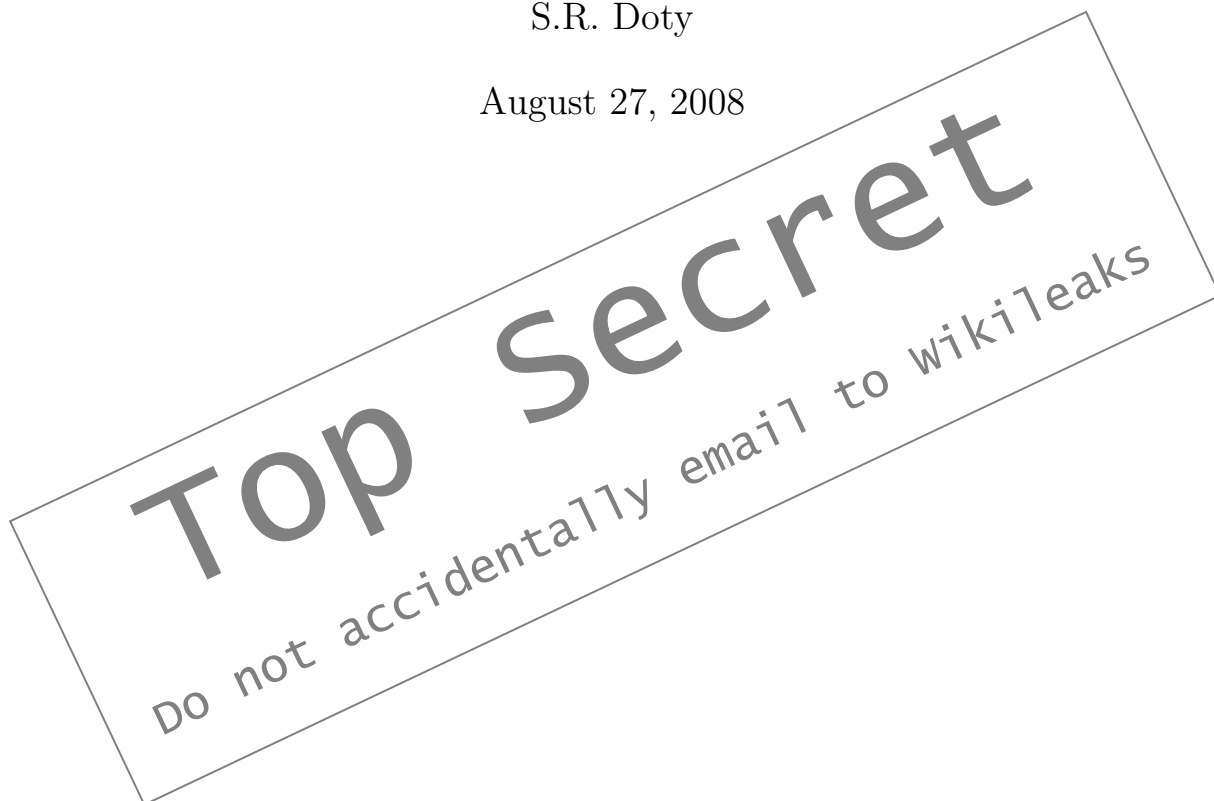 S.R. Doty
August 27, 2008
Top Secret
Do not accidentally email to Wikileaks